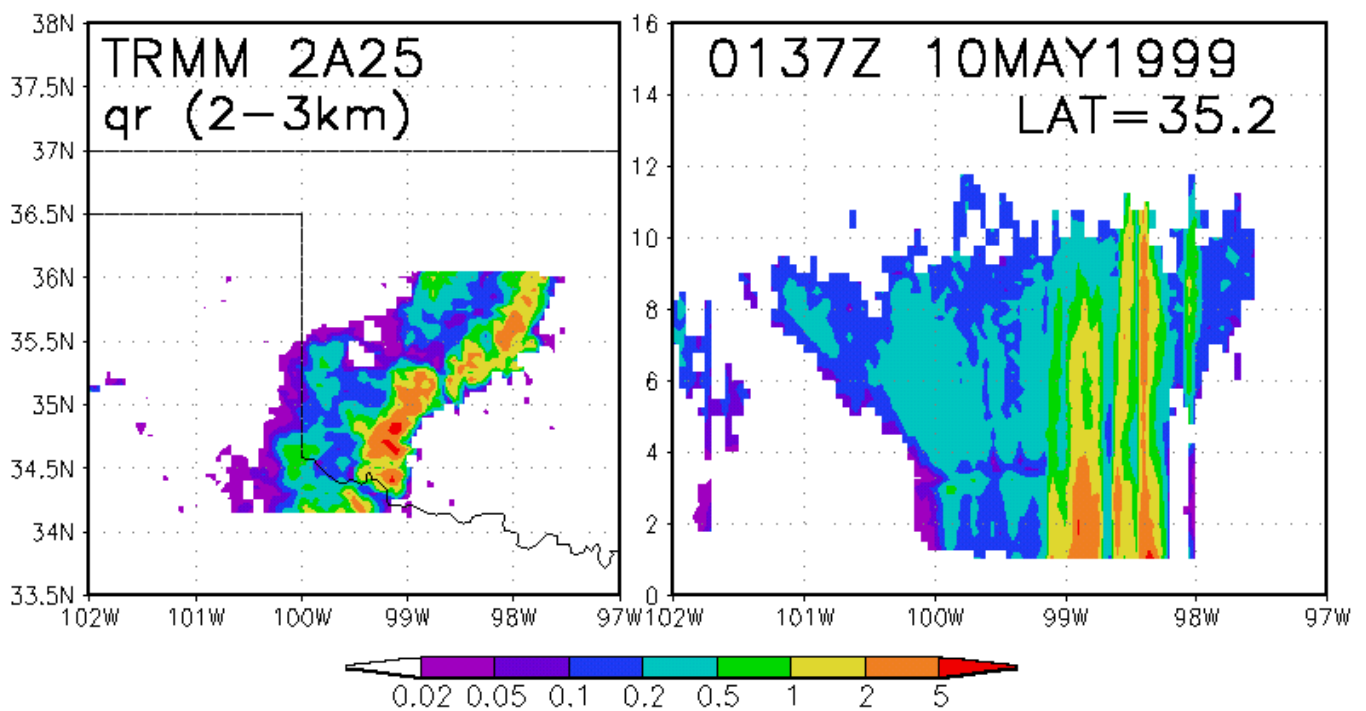 TRMM 2A25
qr (2-3km)
38N
37.5N
37N
36.5N
36N
35.5N
35N
34.5N
34N
33.5N
102W 101W 100W 99W 98W 97W
0137Z 10MAY1999
LAT=35.2
16
14
12
10
8
6
4
2
0
102W 101W 100W 99W 98W 97W
0.02 0.05 0.1 0.2 0.5 1 2 5